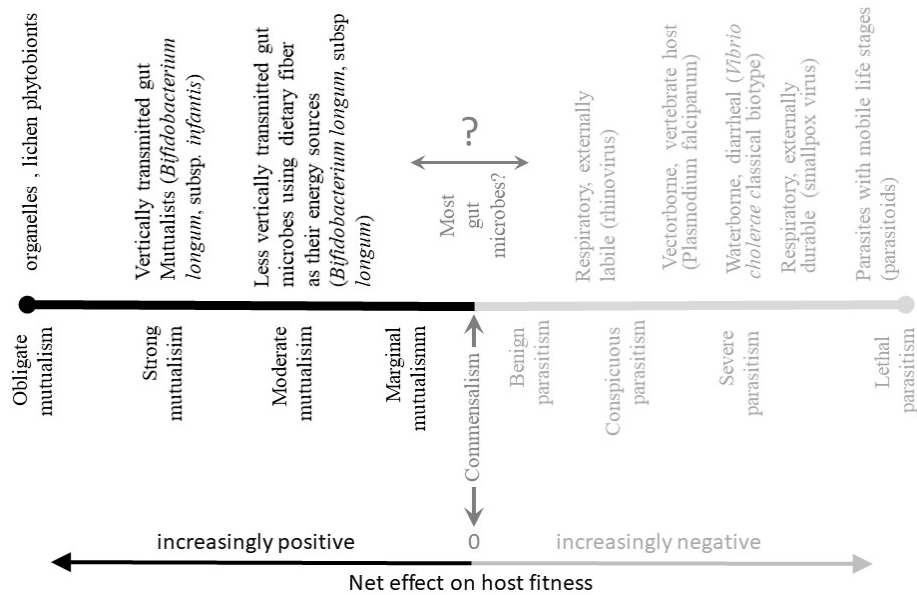 organelles , lichen phytobionts
Vertically transmitted gut
Mutualists (Bifidobacterium
longum, subsp. infantis)
Less vertically transmitted gut
microbes using dietary fiber
as their energy sources
(Bifidobacterium longum, subsp
longum)
?
Most
gut
microbes?
Respiratory, externally
labile (rhinovirus)
Vectorborne, vertebrate host
(Plasmodium falciparum)
Waterborne, diarrheal (Vibrio
cholerae classical biotype)
Respiratory, externally
durable (smallpox virus)
Parasites with mobile life stages
(parasitoids)
Obligate
mutualism
Strong
mutualisim
Moderate
mutualisim
Marginal
mutualismm
Commensalism
Benign
parasitism
Conspicuous
parasitism
Severe
parasitism
Lethal
parasitism
increasingly positive
0
increasingly negative
Net effect on host fitness